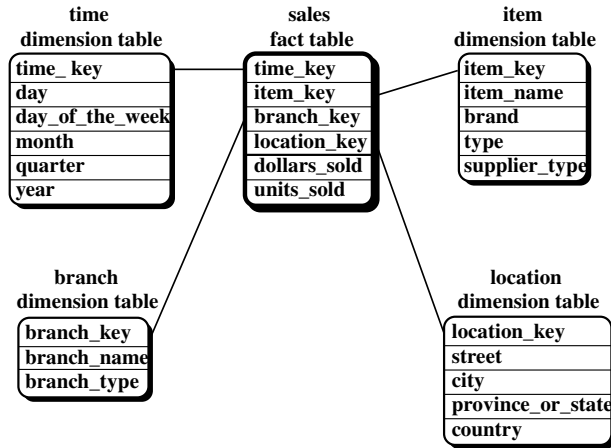 time
dimension table
time_ key
day
day_of_the_week
month
quarter
year
sales
fact table
time_key
item_key
branch_key
location_key
dollars_sold
units_sold
item
dimension table
item_key
item_name
brand
type
supplier_type
branch
dimension table
branch_key
branch_name
branch_type
location
dimension table
location_key
street
city
province_or_state
country